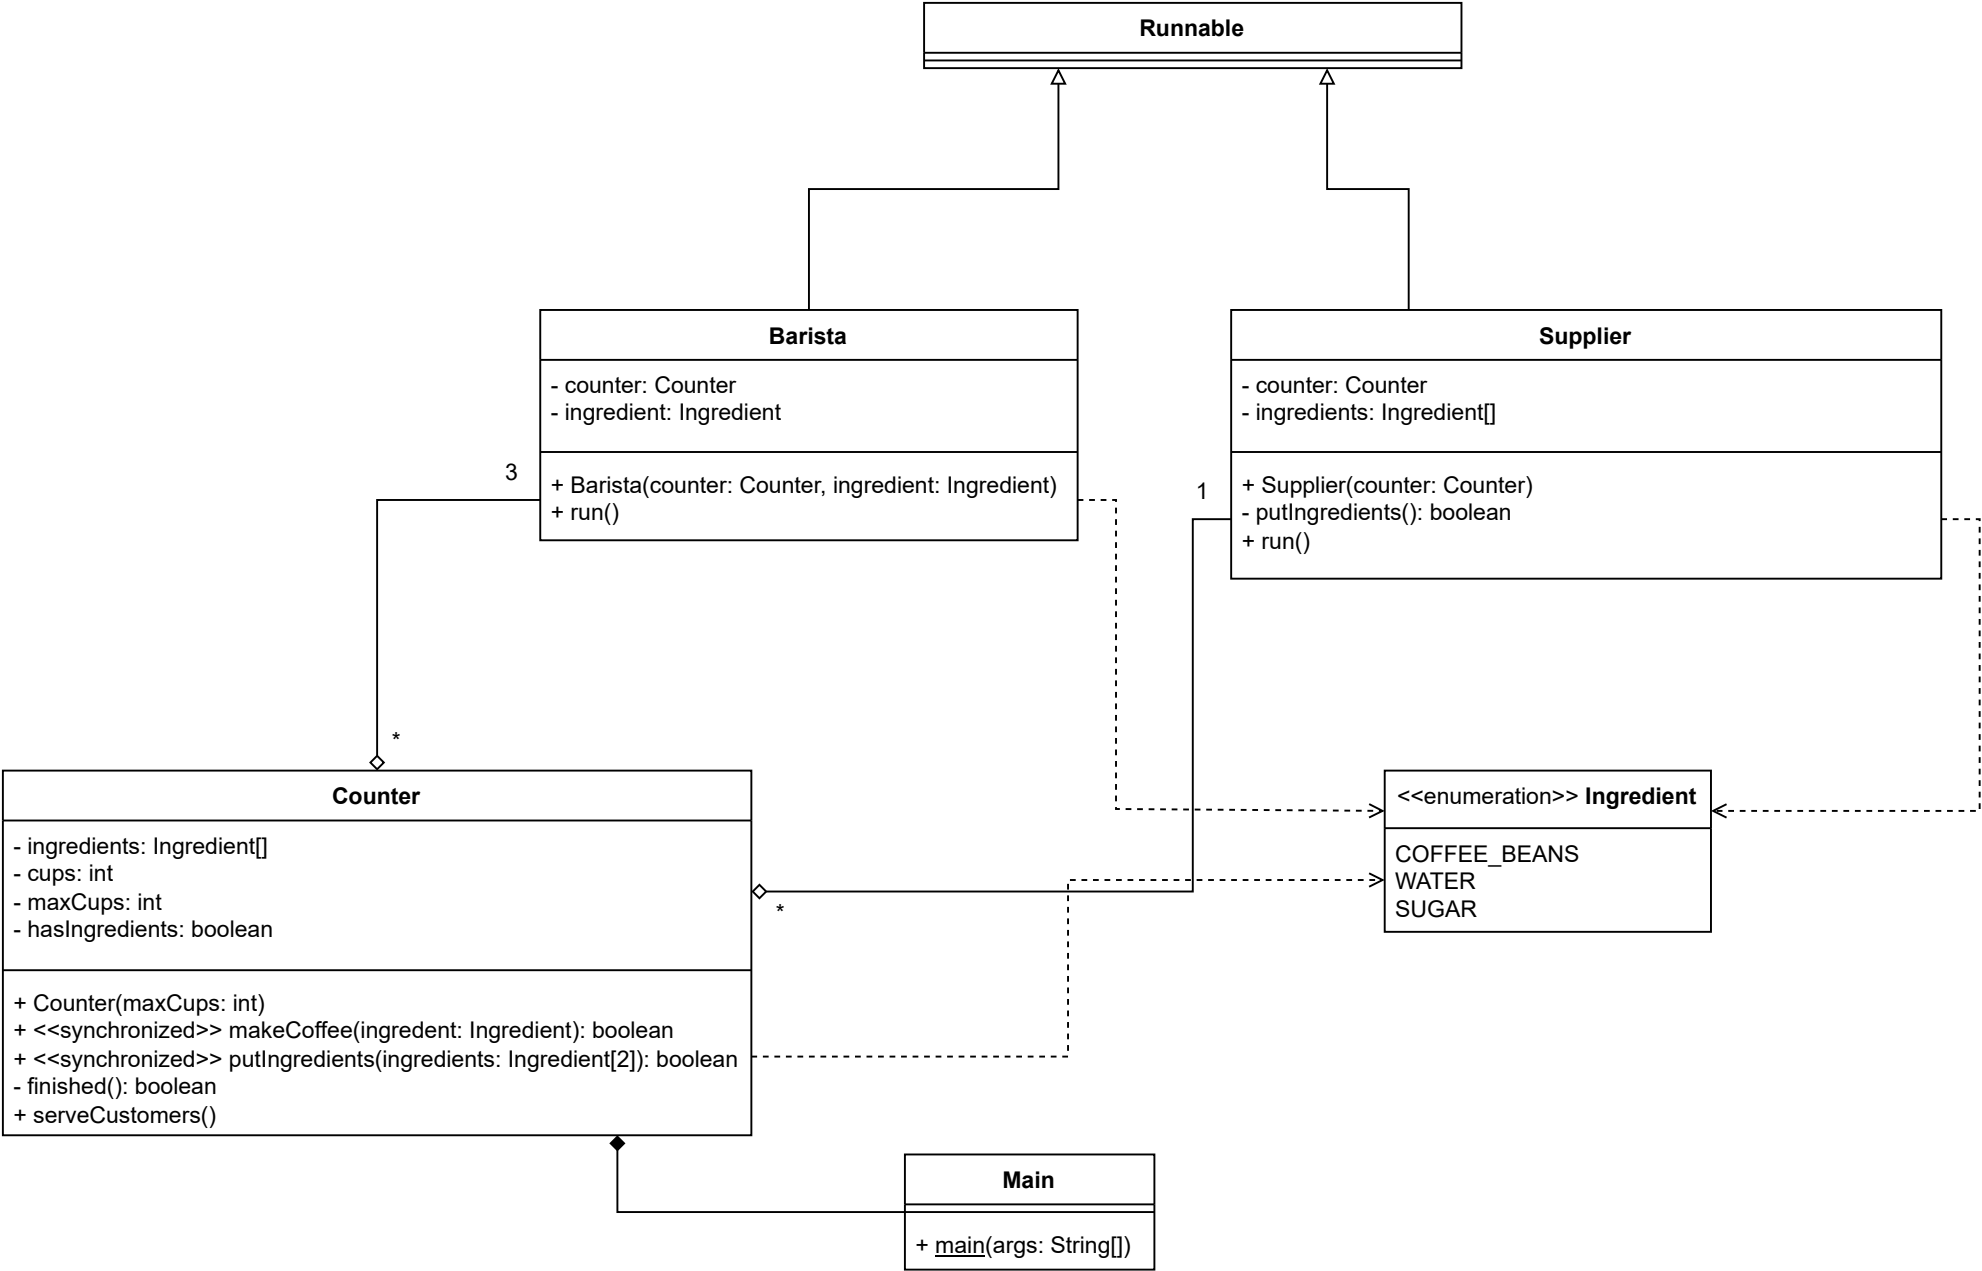 Runnable
Barista
- counter: Counter
- ingredient: Ingredient
+ Barista(counter: Counter, ingredient: Ingredient)
+ run()
3
Supplier
- counter: Counter
- ingredients: Ingredient[]
+ Supplier(counter: Counter)
- putIngredients(): boolean
+ run()
1
*
Counter
- ingredients: Ingredient[]
- cups: int
- maxCups: int
- hasIngredients: boolean
+ Counter(maxCups: int)
+ <<synchronized>> makeCoffee(ingredent: Ingredient): boolean
+ <<synchronized>> putIngredients(ingredients: Ingredient[2]): boolean
- finished(): boolean
+ serveCustomers()
*
<<enumeration>> Ingredient
COFFEE_BEANS
WATER
SUGAR
Main
+ main(args: String[])